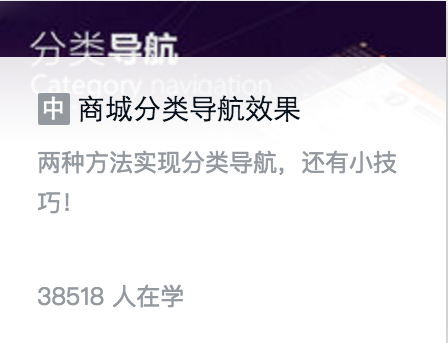 分类导航
Category navigation
中 商城分类导航效果
两种方法实现分类导航，还有小技
巧！
38518 人在学